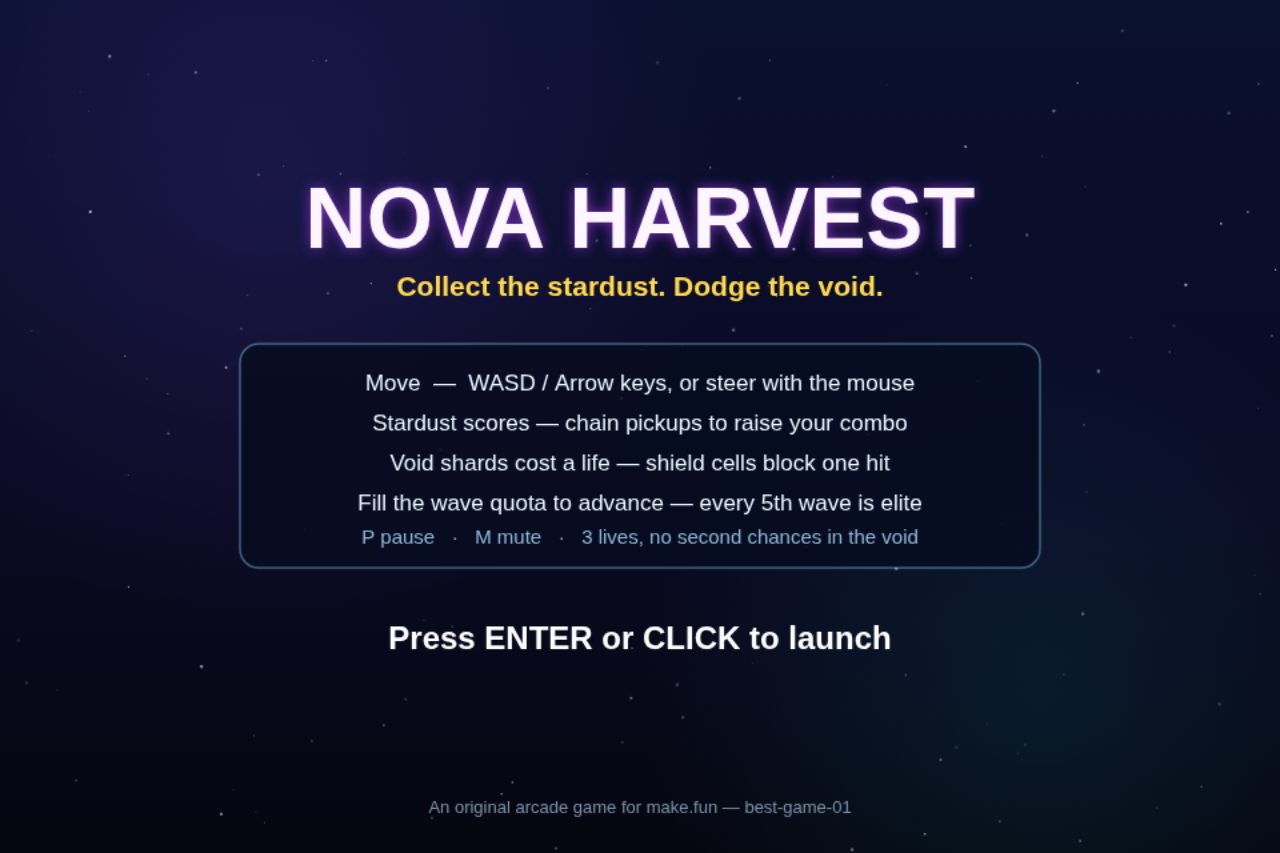 NOVA HARVEST
Collect the stardust. Dodge the void.
Move — WASD / Arrow keys, or steer with the mouse
Stardust scores — chain pickups to raise your combo
Void shards cost a life — shield cells block one hit
Fill the wave quota to advance — every 5th wave is elite
P pause · M mute · 3 lives, no second chances in the void
Press ENTER or CLICK to launch
An original arcade game for make.fun — best-game-01